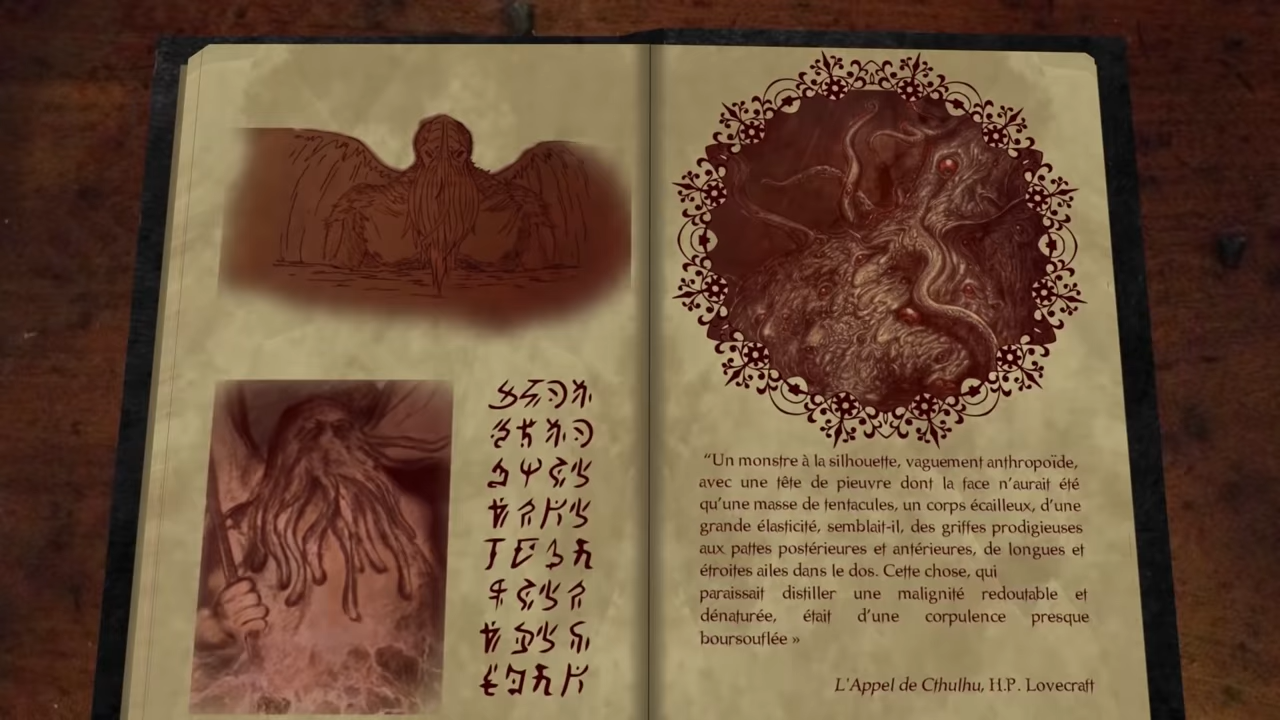 “Un monstre à la silhouette, vaguement anthropoïde,
avec une tête de pieuvre dont la face n’aurait été
qu’une masse de tentacules, un corps écailleux, d’une
grande élasticité, semblait-il, des griffes prodigieuses
aux pattes postérieures et antérieures, de longues et
étroites ailes dans le dos. Cette chose, qui
paraissait distiller une malignité redoutable et
dénaturée, était d’une corpulence presque
boursouflée »
L'Appel de Cthulhu, H.P. Lovecraft